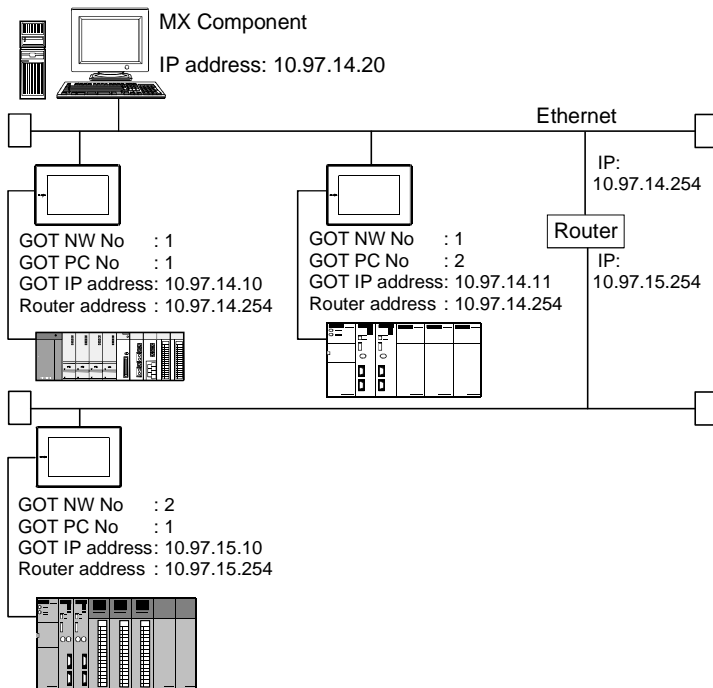 MX Component
IP address: 10.97.14.20
Ethernet
IP:
10.97.14.254
Router
IP:
10.97.15.254
GOT NW No : 1
GOT PC No : 1
GOT IP address: 10.97.14.10
Router address : 10.97.14.254
GOT NW No : 1
GOT PC No : 2
GOT IP address: 10.97.14.11
Router address : 10.97.14.254
GOT NW No : 2
GOT PC No : 1
GOT IP address: 10.97.15.10
Router address : 10.97.15.254